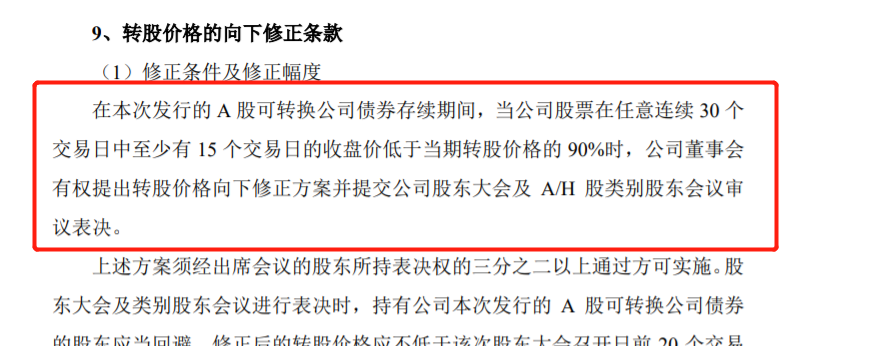 9、转股价格的向下修正条款
（1）修正条件及修正幅度
在本次发行的 A 股可转换公司债券存续期间，当公司股票在任意连续 30 个
交易日中至少有 15 个交易日的收盘价低于当期转股价格的 90%时，公司董事会
有权提出转股价格向下修正方案并提交公司股东大会及 A/H 股类别股东会议审
议表决。
上述方案须经出席会议的股东所持表决权的三分之二以上通过方可实施。股
东大会及类别股东会议进行表决时，持有公司本次发行的 A 股可转换公司债券
的股东应当回避。修正后的转股价格应不低于该次股东大会召开日前 20 个交易